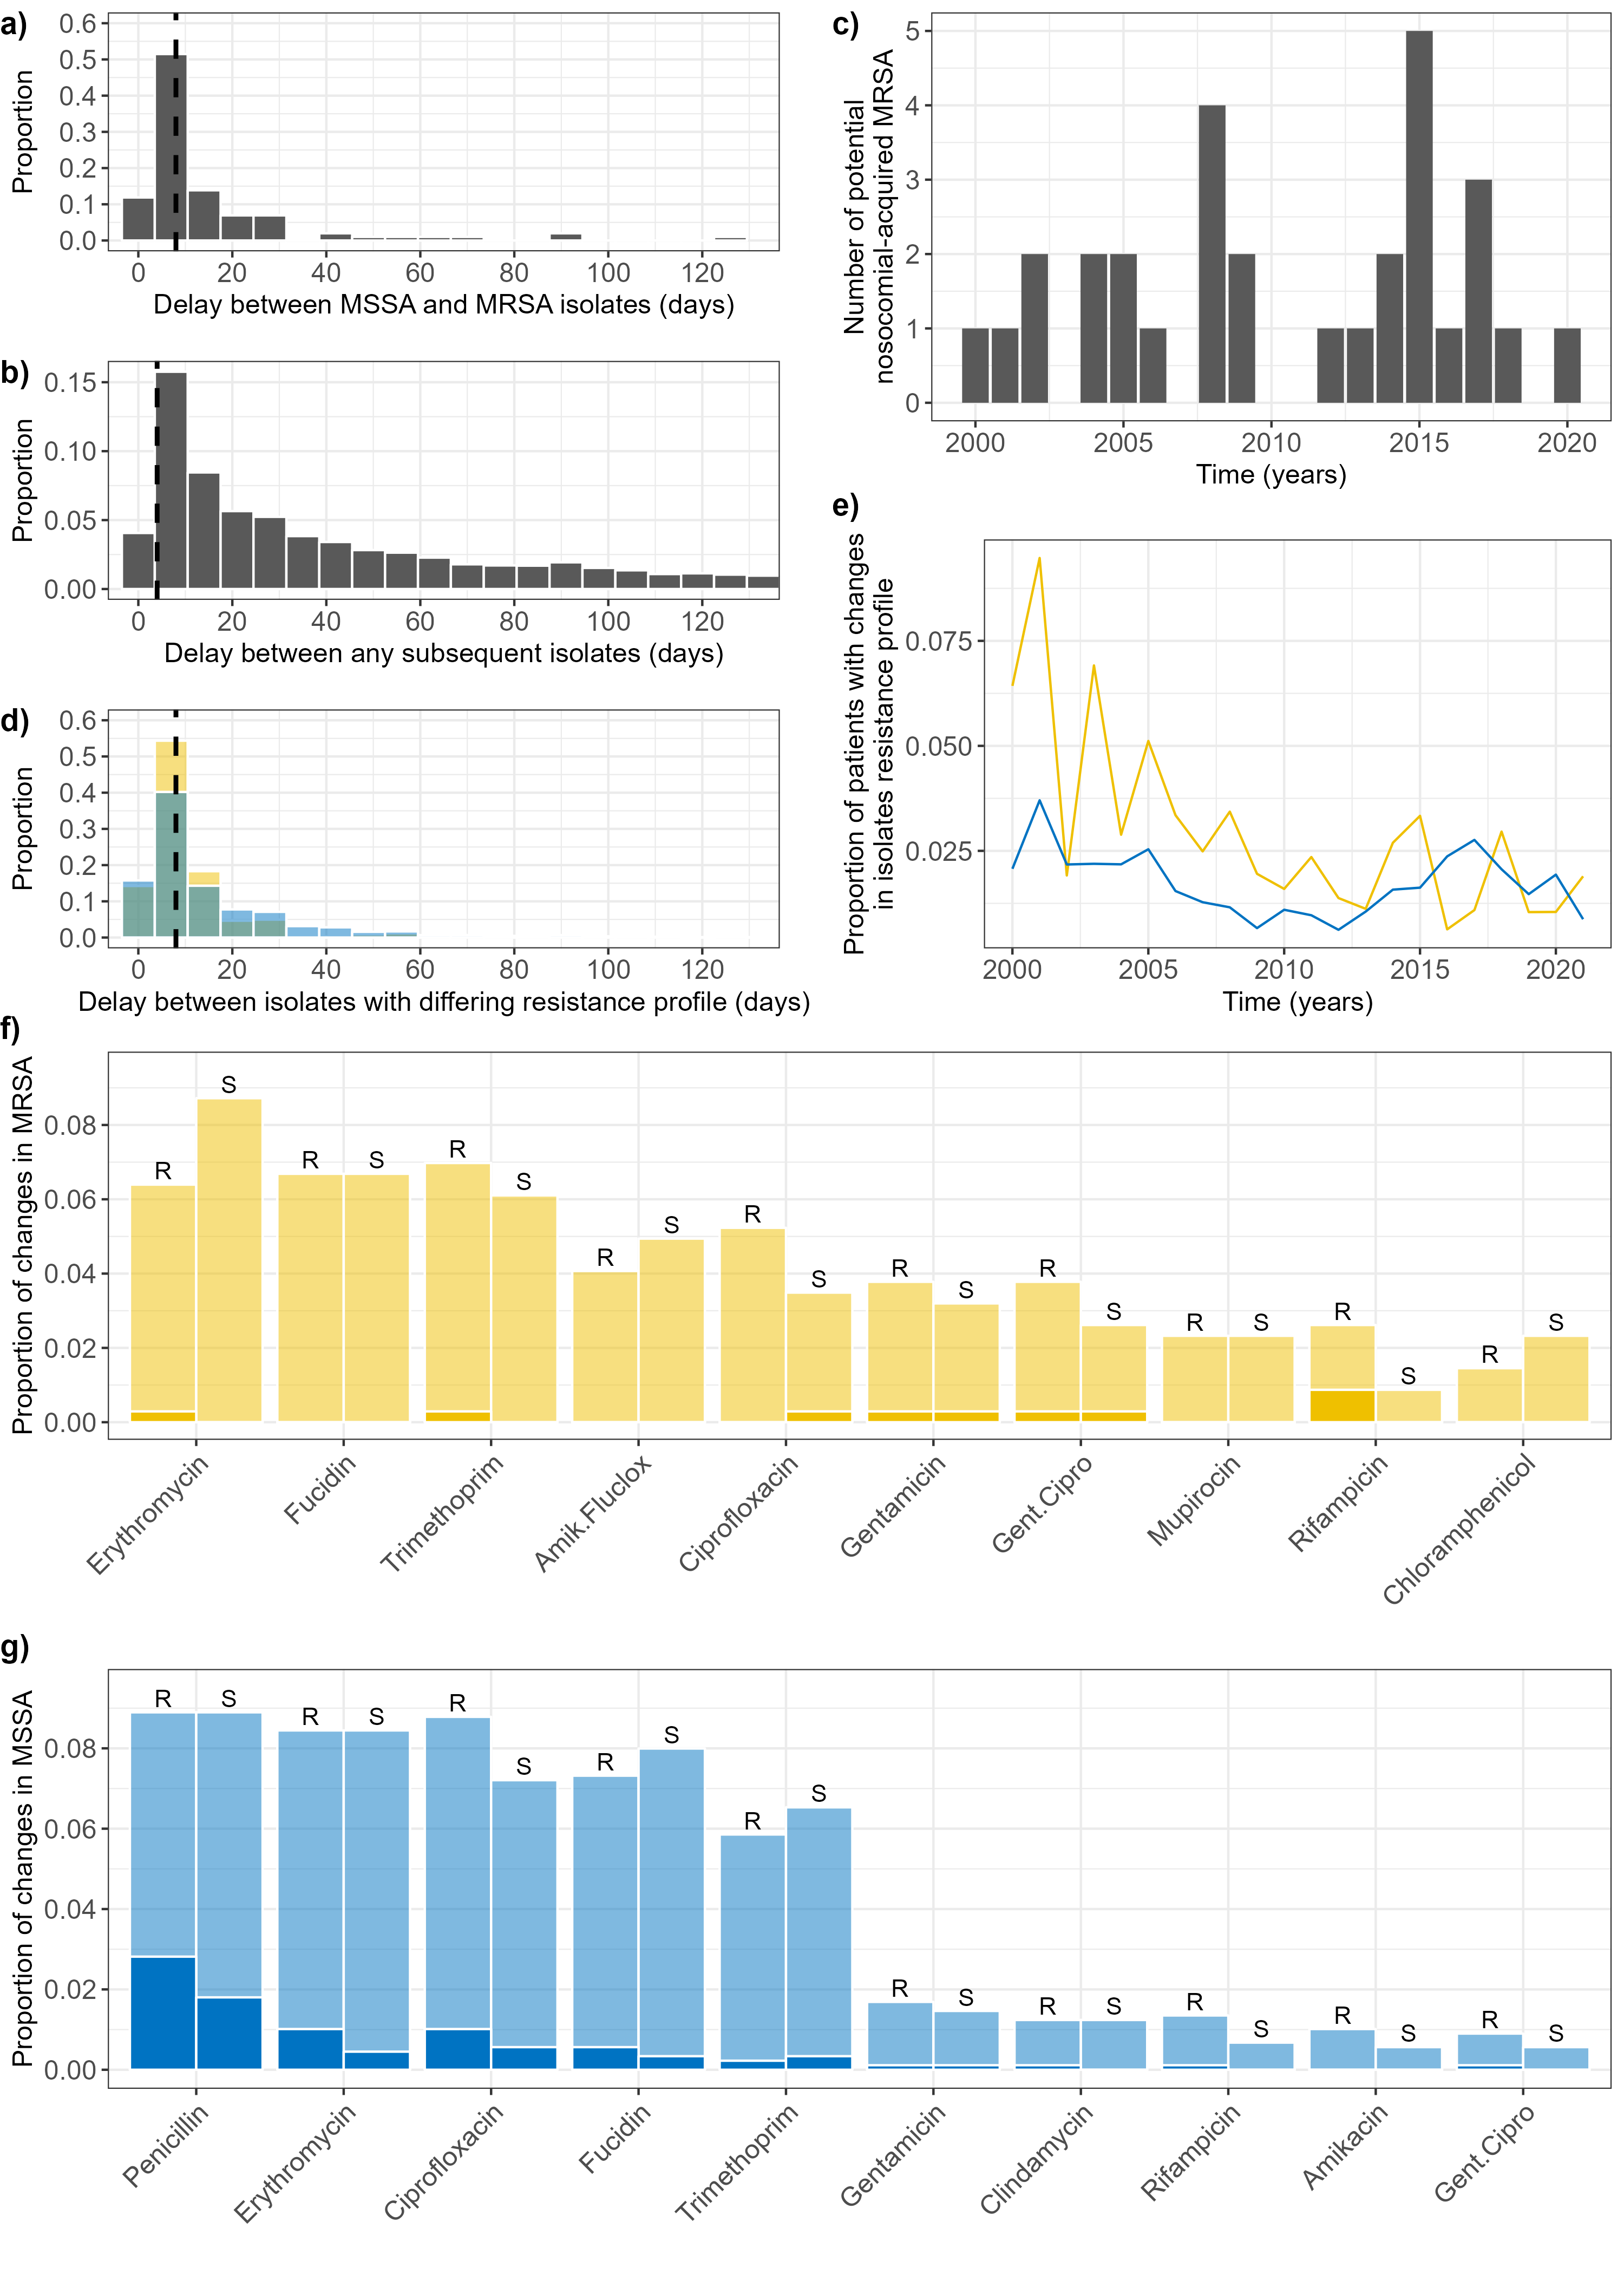 a)
Proportion
0.6
0.5
0.4
0.3
0.2
0.1
0.0
0 20 40 60 80 100 120
Delay between MSSA and MRSA isolates (days)
b)
Proportion
0.15
0.10
0.05
0.00
0 20 40 60 80 100 120
Delay between any subsequent isolates (days)
c)
Number of potential
nosocomial-acquired MRSA
5
4
3
2
1
0
2000 2005 2010 2015 2020
Time (years)
d)
Proportion
0.6
0.5
0.4
0.3
0.2
0.1
0.0
0 20 40 60 80 100 120
Delay between isolates with differing resistance profile (days)
e)
Proportion of patients with changes
in isolates resistance profile
0.075
0.050
0.025
2000 2005 2010 2015 2020
Time (years)
f)
Proportion of changes in MRSA
0.08
0.06
0.04
0.02
0.00
R S R S R S R S R S R S R S R S R S R S
Erythromycin
Fucidin
Trimethoprim
Amik.Fluclox
Ciprofloxacin
Gentamicin
Gent.Cipro
Mupirocin
Rifampicin
Chloramphenicol
g)
Proportion of changes in MSSA
0.08
0.06
0.04
0.02
0.00
R S R S R S R S R S R S R S R S R S R S
Penicillin
Erythromycin
Ciprofloxacin
Fucidin
Trimethoprim
Gentamicin
Clindamycin
Rifampicin
Amikacin
Gent.Cipro